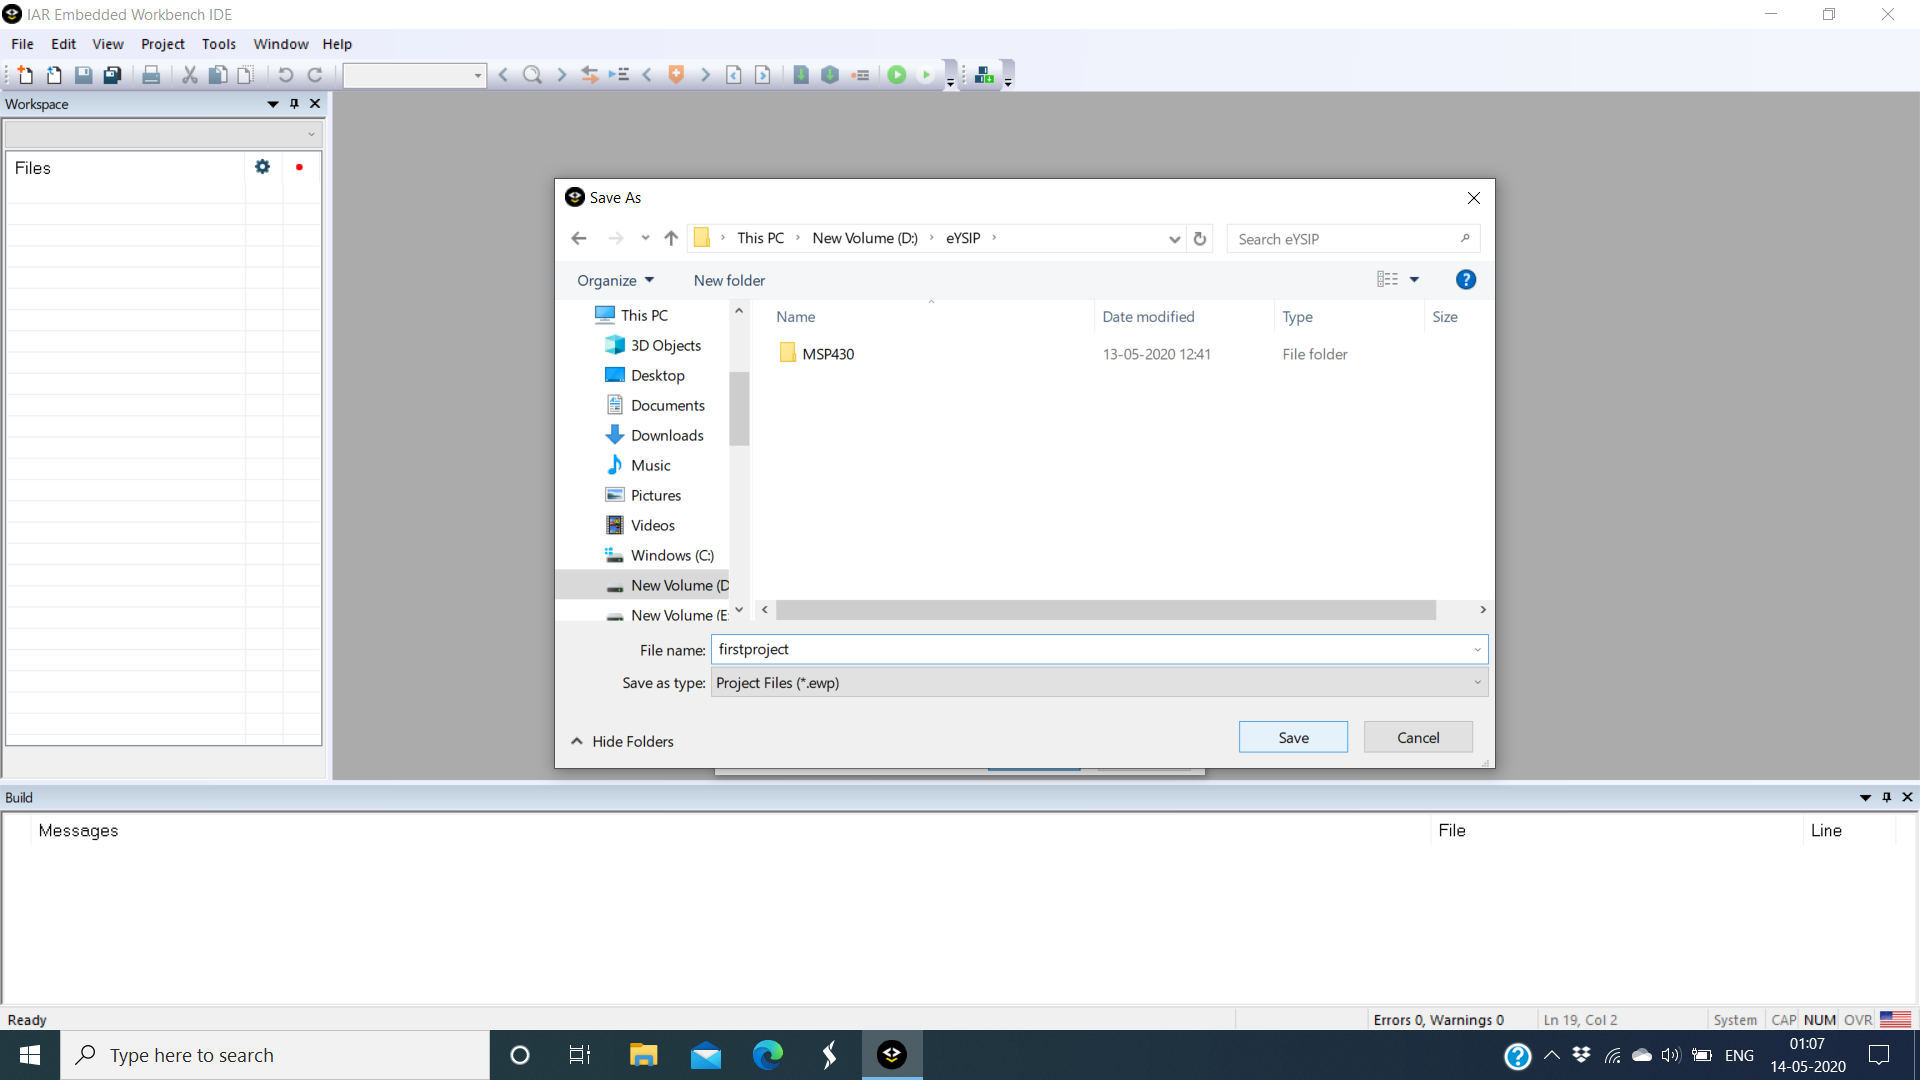 IAR Embedded Workbench IDE
File Edit View Project Tools Window Help
Workspace
Files
Save As
This PC New Volume (D:) eYSIP
Search eYSIP
Organize New folder
This PC
3D Objects
Desktop
Documents
Downloads
Music
Pictures
Videos
Windows (C:)
New Volume (D
New Volume (E:
Name Date modified Type Size
MSP430 13-05-2020 12:41 File folder
File name: firstproject
Save as type: Project Files (*.ewp)
Hide Folders
Save Cancel
Build
Messages File Line
Ready Errors 0, Warnings 0 Ln 19, Col 2 System CAP NUM OVR
Type here to search
ENG
01:07
14-05-2020